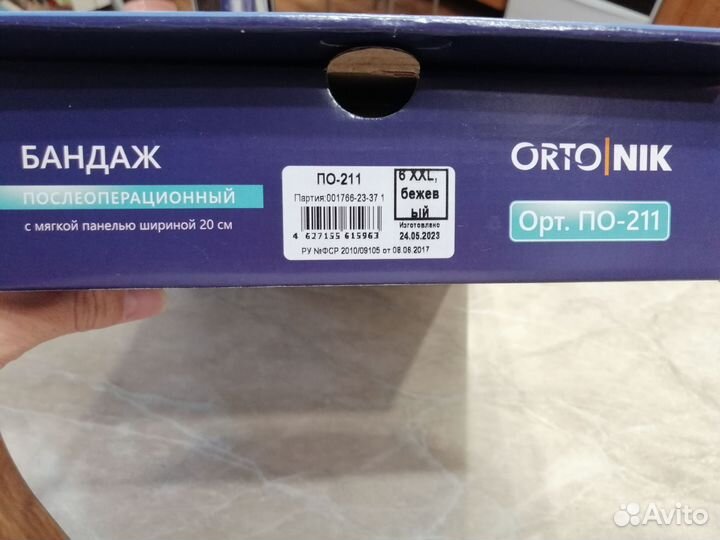 БАНДАЖ
ПОСЛЕОПЕРАЦИОННЫЙ
с мягкой панелью шириной 20 см
ПО-211
Партия:001766-23-37 1
6 XXL,
бежев
ый
Изготовлено
24.05.2023
4 627155 615963
РУ №ФСР 2010/09105 от 08.06.2017
ORTO|NIK
Орт. ПО-211
Avito